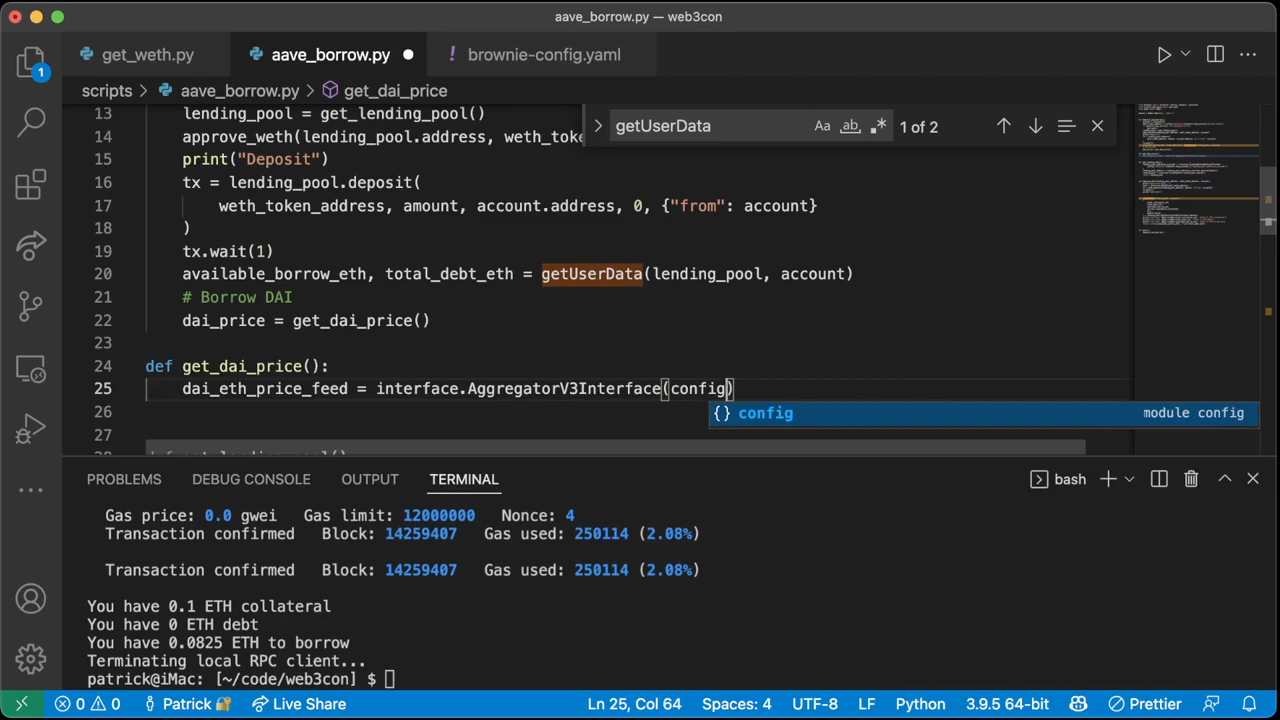 aave_borrow.py — web3con
get_weth.py
aave_borrow.py
brownie-config.yaml
scripts > aave_borrow.py > get_dai_price
1
getUserData
Aa ab 1 of 2
13 lending_pool = get_lending_pool()
14 approve_weth(lending_pool.address, weth_toke
15 print("Deposit")
16 tx = lending_pool.deposit(
17 weth_token_address, amount, account.address, 0, {"from": account}
18 )
19 tx.wait(1)
20 available_borrow_eth, total_debt_eth = getUserData(lending_pool, account)
21 # Borrow DAI
22 dai_price = get_dai_price()
23
24 def get_dai_price():
25 dai_eth_price_feed = interface.AggregatorV3Interface(config)
{} config module config
26
27
PROBLEMS DEBUG CONSOLE OUTPUT TERMINAL bash
Gas price: 0.0 gwei Gas limit: 12000000 Nonce: 4
Transaction confirmed Block: 14259407 Gas used: 250114 (2.08%)
Transaction confirmed Block: 14259407 Gas used: 250114 (2.08%)
You have 0.1 ETH collateral
You have 0 ETH debt
You have 0.0825 ETH to borrow
Terminating local RPC client...
patrick@iMac: [~/code/web3con] $
0 0 Patrick Live Share Ln 25, Col 64 Spaces: 4 UTF-8 LF Python 3.9.5 64-bit Prettier